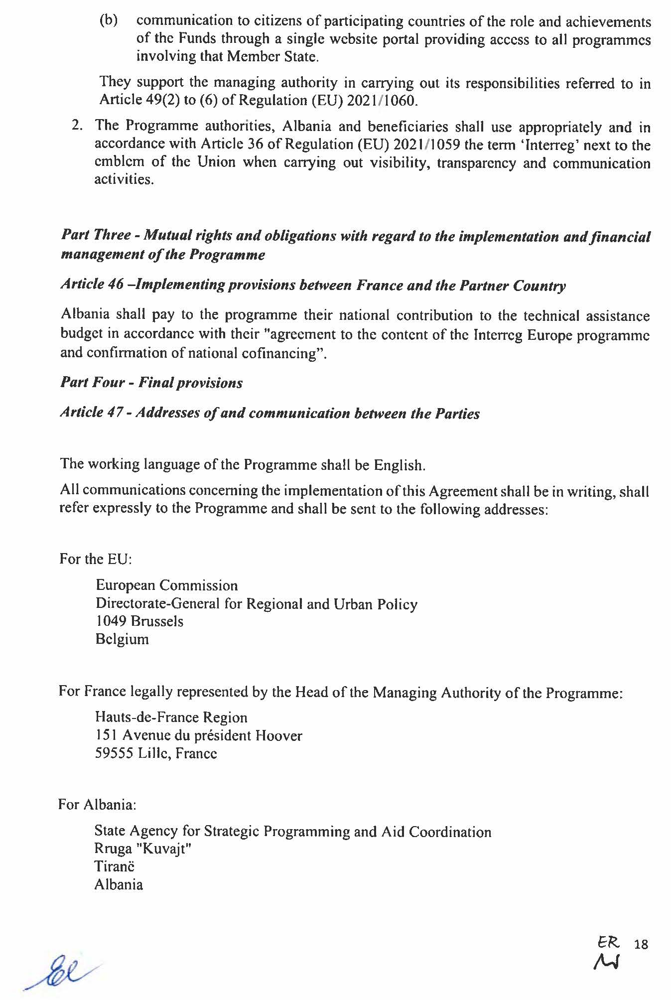 (b) communication to citizens of participating countries of the role and achievements
of the Funds through a single website portal providing access to all programmes
involving that Member State.
They support the managing authority in carrying out its responsibilities referred to in
Article 49(2) to (6) of Regulation (EU) 2021/1060.
2. The Programme authorities, Albania and beneficiaries shall use appropriately and in
accordance with Article 36 of Regulation (EU) 2021/1059 the term ‘Interreg’ next to the
emblem of the Union when carrying out visibility, transparency and communication
activities.
Part Three - Mutual rights and obligations with regard to the implementation and financial
management of the Programme
Article 46 –Implementing provisions between France and the Partner Country
Albania shall pay to the programme their national contribution to the technical assistance
budget in accordance with their "agreement to the content of the Interreg Europe programme
and confirmation of national cofinancing”.
Part Four - Final provisions
Article 47 - Addresses of and communication between the Parties
The working language of the Programme shall be English.
All communications concerning the implementation of this Agreement shall be in writing, shall
refer expressly to the Programme and shall be sent to the following addresses:
For the EU:
European Commission
Directorate-General for Regional and Urban Policy
1049 Brussels
Belgium
For France legally represented by the Head of the Managing Authority of the Programme:
Hauts-de-France Region
151 Avenue du président Hoover
59555 Lille, France
For Albania:
State Agency for Strategic Programming and Aid Coordination
Rruga "Kuvajt"
Tiranë
Albania
ER 18